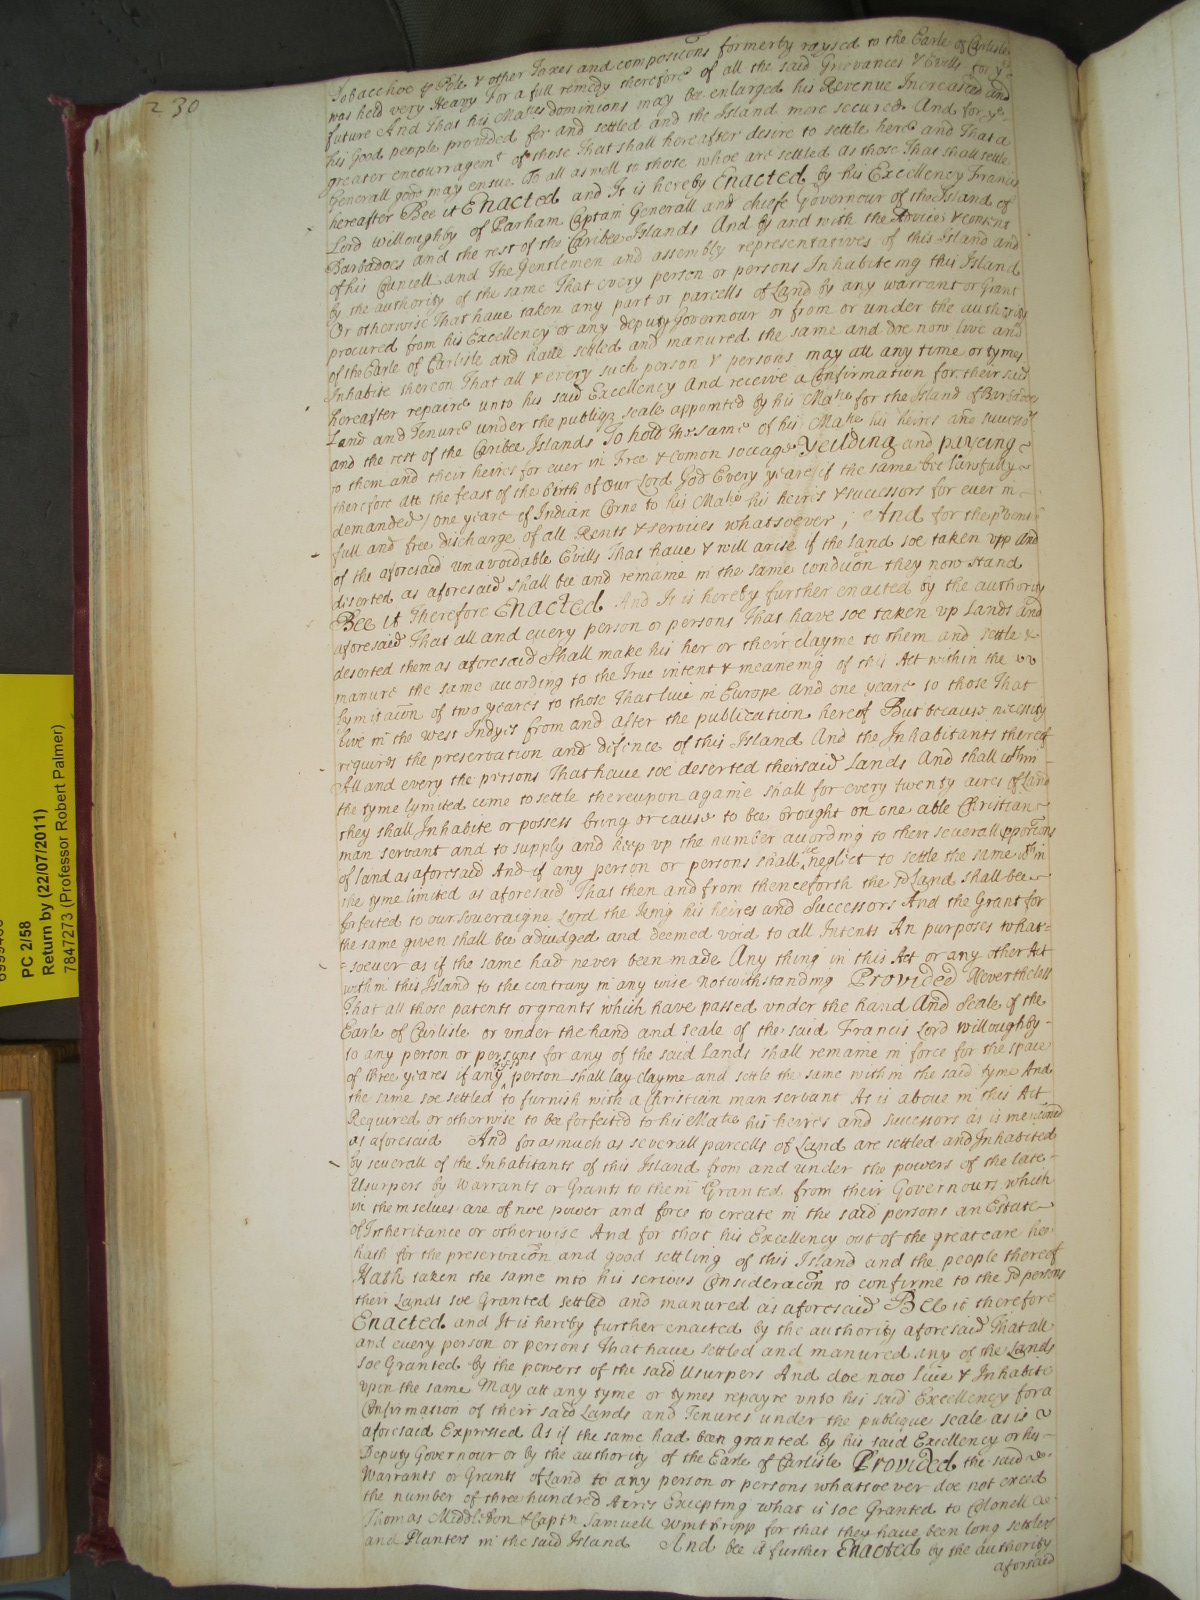 230
Tobacchoe ℘ Pole & other Taxes and composicōns formerly raysed to the Earle of Carlisle
was held very Heavy For a full remedy therefore of all the said Grievances & Evills for yᵉ
future And That his Maᵗⁱᵉˢ dominions may be enlarged his Revenue Increased and
his Good people provided for and settled and the Island more secured And for yᵉ
greater encouragemᵗ of those That shall hereafter desire to settle here and That a
Generall good may ensue To all as well to those whoe are settled as those That shall settle
hereafter Bee it Enacted and It is hereby Enacted by his Excellency Francis
Lord Willoughby of Parham Captain Generall and chiefe Governour of the Island of
Barbadoes and the rest of the Caribee Islands And by and with the Advice & consent
of his Councell and The Gentlemen and assembly representatives of this Island and
by the authority of the same That every person or persons Inhabiteing this Island
Or otherwise That have taken any part or parcells of Land by any warrant or Grant
procured from his Excellency or any deputy Governour or from or under the authority
of the Earle of Carlisle and have settled and manured the same and doe now live and
Inhabite thereon That all & every such person & persons may att any time or tymes
hereafter repaire unto his said Excellency And receive a Confirmation for their said
Land and Tenure under the publiqꝫ seale appointed by his Maᵗⁱᵉ for the Island of Barbadoes
and the rest of the Caribee Islands To hold the same of his Maᵗⁱᵉ his heires and success:ʳˢ
to them and their heires for ever in Free & comon soccage Yeilding and payeing
therefore att the feast of the birth of our Lord God Every yeare (if the same bee lawfully
demanded) one yeare of Indian Corne to his Maᵗⁱᵉ his heires & successors for ever in
full and free discharge of all Rents & services whatsoever ; And for the pʳvent:
of the aforesaid unavoidable Evills That have & will arise if the land soe taken vpp and
diserted as aforesaid shall bee and remaine in the same condicōn they now stand
Bee it Therefore Enacted And It is hereby further enacted by the authority
aforesaid That all and every person or persons That have soe taken vp Lands and
deserted them as aforesaid Shall make his her or their clayme to them and settle &
manure the same according to the True intent & meaneing of this Act within the
Lymitacōn of two yeares to those That live in Europe and one yeare to those That
live in the West Indyes from and after the publication hereof But because necessity
requires the preservation and difence of this Island And the Inhabitants thereof
All and every the persons That have soe deserted their said Lands And shall wᵗʰin
the tyme lymited come to settle thereupon againe shall for every twenty acres of Land
they shall Inhabite or possess bring or cause to bee brought on one able Christian
man servant and to supply and keep vp the number according to their severall pportions
of land as aforesaid And if any person or persons shall neglect to settle the same wᵗʰin
the tyme limited as aforesaid That then and from thenceforth the sᵈ Land shall bee
forfeited to our soveraigne Lord the King his heires and Successors And the Grant for
the same given shall bee adjudged and deemed void to all Intents An purposes what=
=soever as if the same had never been made Any thing in this Act or any other Act
within this Island to the contrary in any wise notwithstanding Provided Neverthelesse
That all those patents or grants which have passed vnder the hand And Seale of the
Earle of Carlisle or vnder the hand and seale of the said Francis Lord Willoughby
to any person or persons for any of the said Lands shall remaine in force for the space
of three yeares if any person shall lay clayme and settle the same within the said tyme And
the same soe settled to furnish with a Christian man servant As is above in this Act
Required or otherwise to be forfeited to his Maᵗⁱᵉ his heires and successors as is mencioned
as aforesaid And for as much as severall parcells of Land are settled and Inhabited
by severall of the Inhabitants of this Island from and under the powers of the late
Usurpers by Warrants or Grants to them Granted from their Governours which
in themselves are of noe power and force to create in the said persons an Estate
of Inheritance or otherwise And for that his Excellency out of the great care hee
hath for the preservacōn and good settling of this Island and the people thereof
Hath taken the same into his serious Consideracōn to confirme to the sᵈ persons
their Lands soe Granted settled and manured as aforesaid Bee it therefore
Enacted and It is hereby further enacted by the authority aforesaid That all
and every person or persons That have settled and manured any of the Lands
soe Granted by the powers of the said Usurpers And doe now live & Inhabite
vpon the same May att any tyme or tymes repayre vnto his said Excellency for a
Confirmation of their said Lands and Tenures under the publique seale as is
aforesaid Expressed As if the same had been granted by his said Excellency or his
Deputy Governour or by the authority of the Earle of Carlisle Provided the said
Warrants or Grants of Land to any person or persons whatsoever doe not exceed
the number of three hundred Acres Excepting what is soe Granted to Colonell
Thomas Middleton & Captⁿ Samuell Winthropp for that they have been long settlers
and Planters in the said Island And bee it further Enacted by the authority
aforesaid
PC 2/58
Return by (22/07/2011)
7847273 (Professor Robert Palmer)